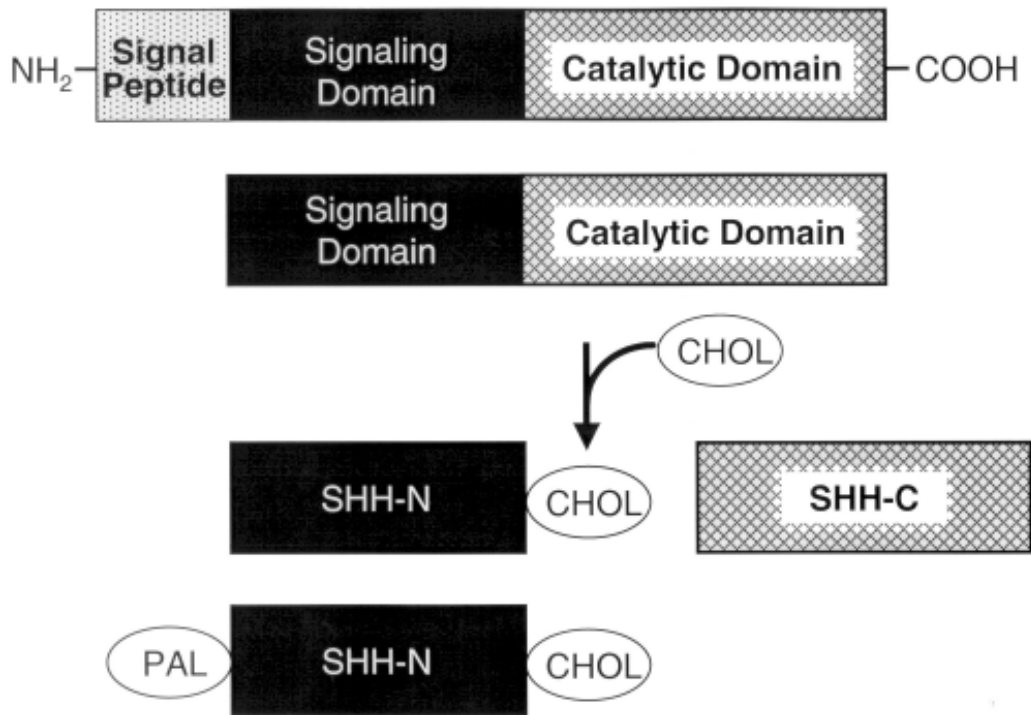 NH2
Signal
Peptide
Signaling
Domain
Catalytic Domain
COOH
Signaling
Domain
Catalytic Domain
CHOL
SHH-N
CHOL
SHH-C
PAL
SHH-N
CHOL